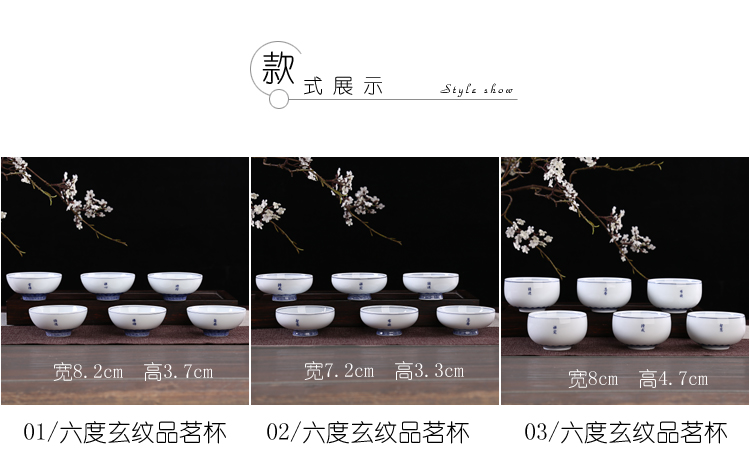 款式展示
Style show
宽8.2cm 高3.7cm
宽7.2cm 高3.3cm
宽8cm 高4.7cm
01/六度玄纹品茗杯
02/六度玄纹品茗杯
03/六度玄纹品茗杯